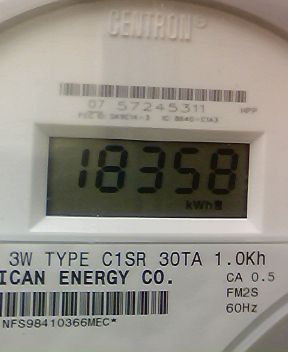 CENTRON®
07 57245311 HPP
18358
kWh
3W TYPE C1SR 30TA 1.0Kh
ICAN ENERGY CO. CA 0.5
FM2S
60Hz
NFS98410366MEC*